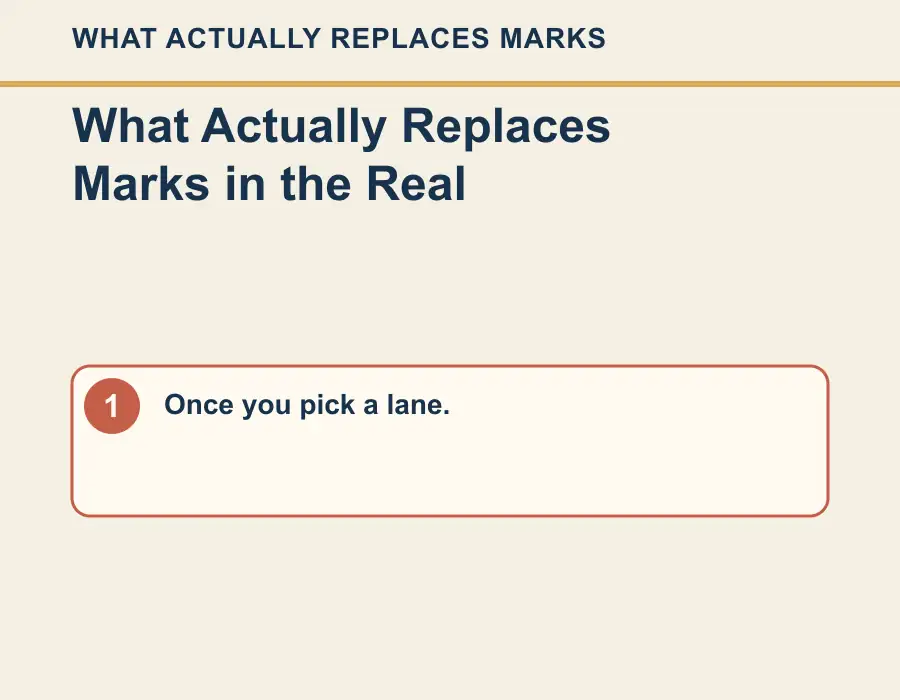 WHAT ACTUALLY REPLACES MARKS
What Actually Replaces
Marks in the Real
1 Once you pick a lane.